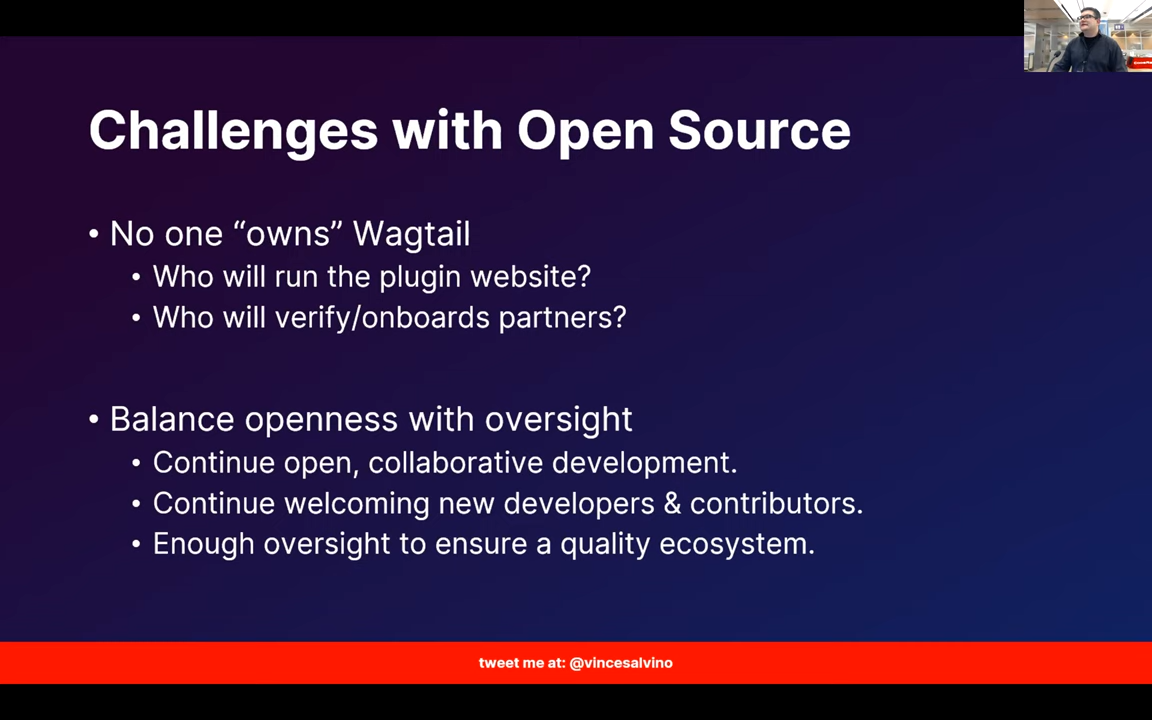 Challenges with Open Source
• No one “owns” Wagtail
• Who will run the plugin website?
• Who will verify/onboards partners?
• Balance openness with oversight
• Continue open, collaborative development.
• Continue welcoming new developers & contributors.
• Enough oversight to ensure a quality ecosystem.
tweet me at: @vincesalvino